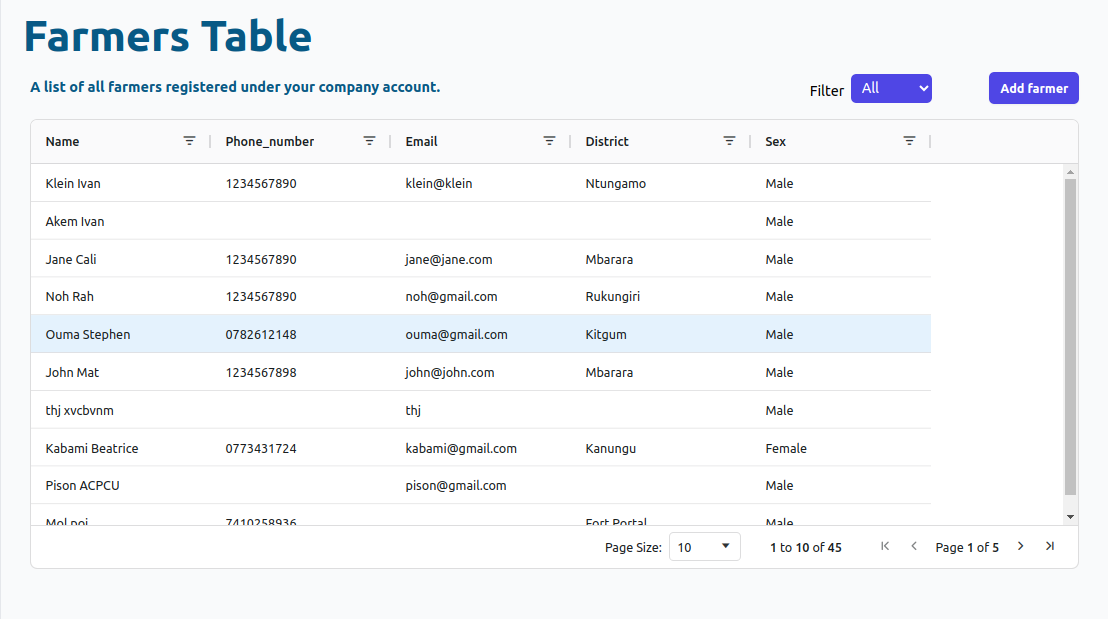 Farmers Table
A list of all farmers registered under your company account.
Filter All Add farmer
Name Phone_number Email District Sex
Klein Ivan 1234567890 klein@klein Ntungamo Male
Akem Ivan Male
Jane Cali 1234567890 jane@jane.com Mbarara Male
Noh Rah 1234567890 noh@gmail.com Rukungiri Male
Ouma Stephen 0782612148 ouma@gmail.com Kitgum Male
John Mat 1234567898 john@john.com Mbarara Male
thj xvcbvnm thj Male
Kabami Beatrice 0773431724 kabami@gmail.com Kanungu Female
Pison ACPCU pison@gmail.com Male
7410258936 Fort Portal Male
Page Size: 10 1 to 10 of 45 Page 1 of 5